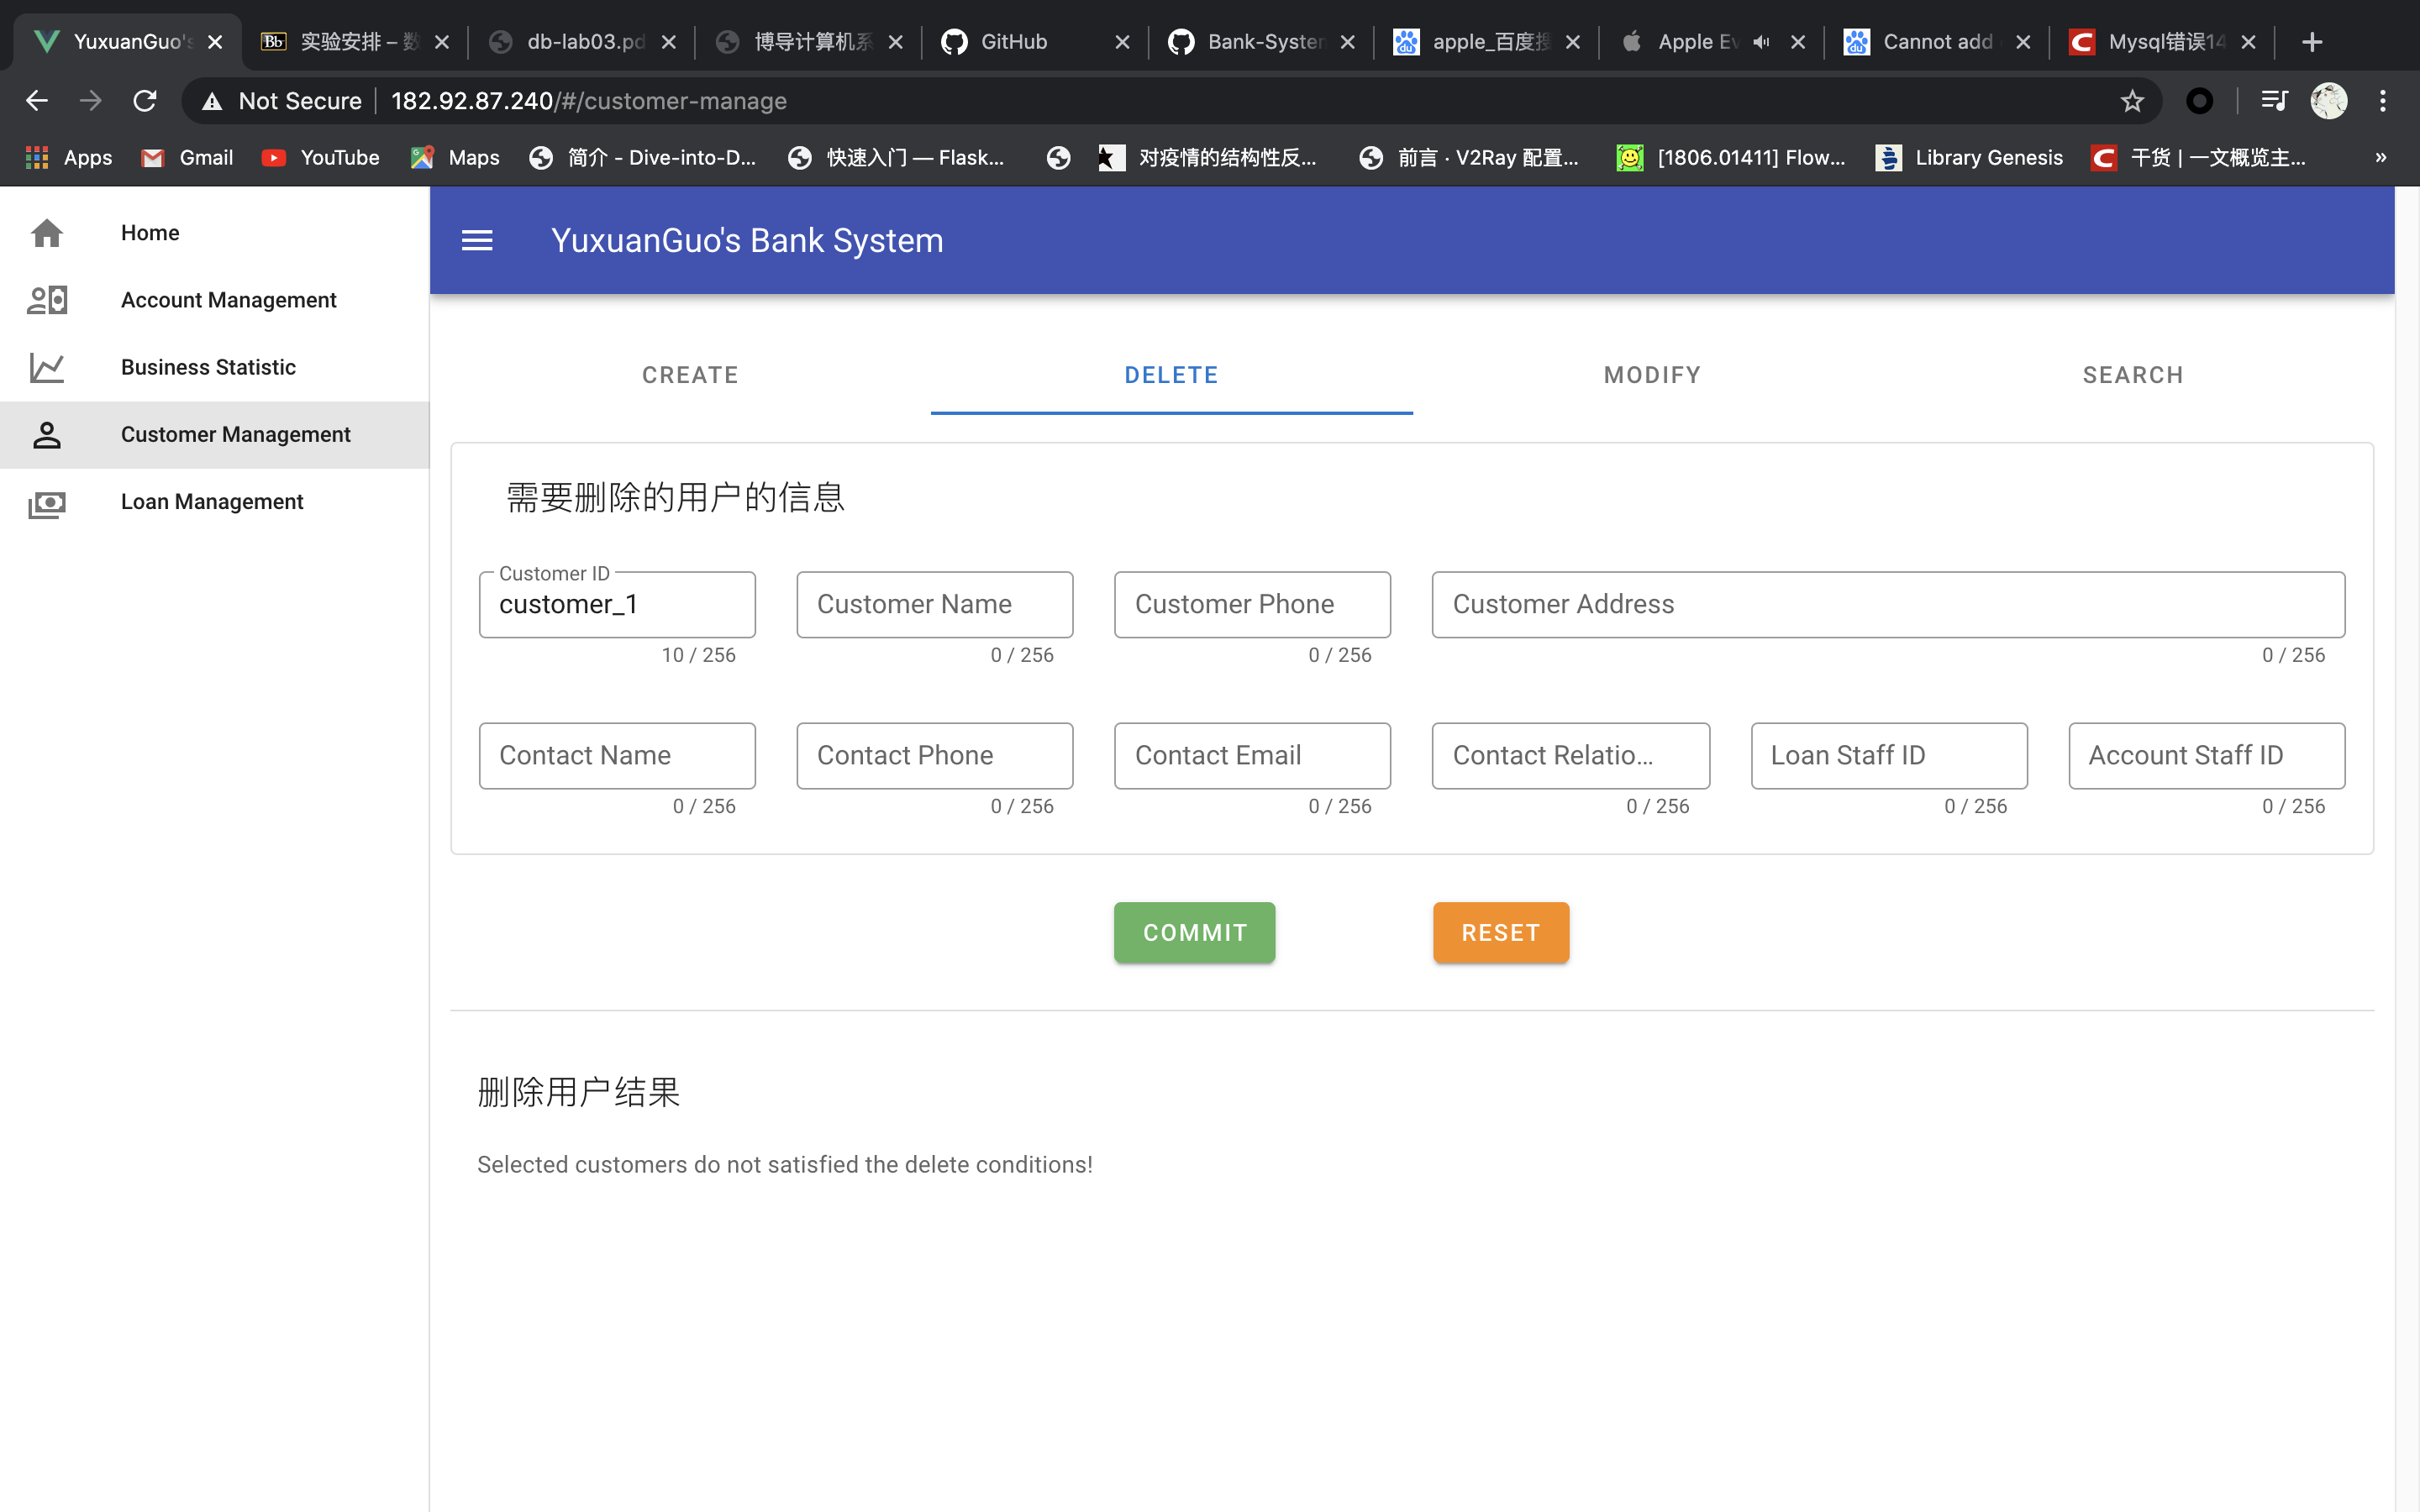 YuxuanGuo's
Bb 实验安排 – 数
db-lab03.pd
博导计算机系
GitHub
Bank-System
du apple_百度搜
Apple Ev
du Cannot add
C Mysql错误14
Not Secure 182.92.87.240/#/customer-manage
Apps Gmail YouTube Maps 简介 - Dive-into-D... 快速入门 — Flask... 对疫情的结构性反... 前言 · V2Ray 配置... [1806.01411] Flow... Library Genesis 干货 | 一文概览主... »
Home
Account Management
Business Statistic
Customer Management
Loan Management
YuxuanGuo's Bank System
CREATE DELETE MODIFY SEARCH
需要删除的用户的信息
Customer ID
customer_1 Customer Name Customer Phone Customer Address
10 / 256 0 / 256 0 / 256 0 / 256
Contact Name Contact Phone Contact Email Contact Relatio... Loan Staff ID Account Staff ID
0 / 256 0 / 256 0 / 256 0 / 256 0 / 256 0 / 256
COMMIT RESET
删除用户结果
Selected customers do not satisfied the delete conditions!